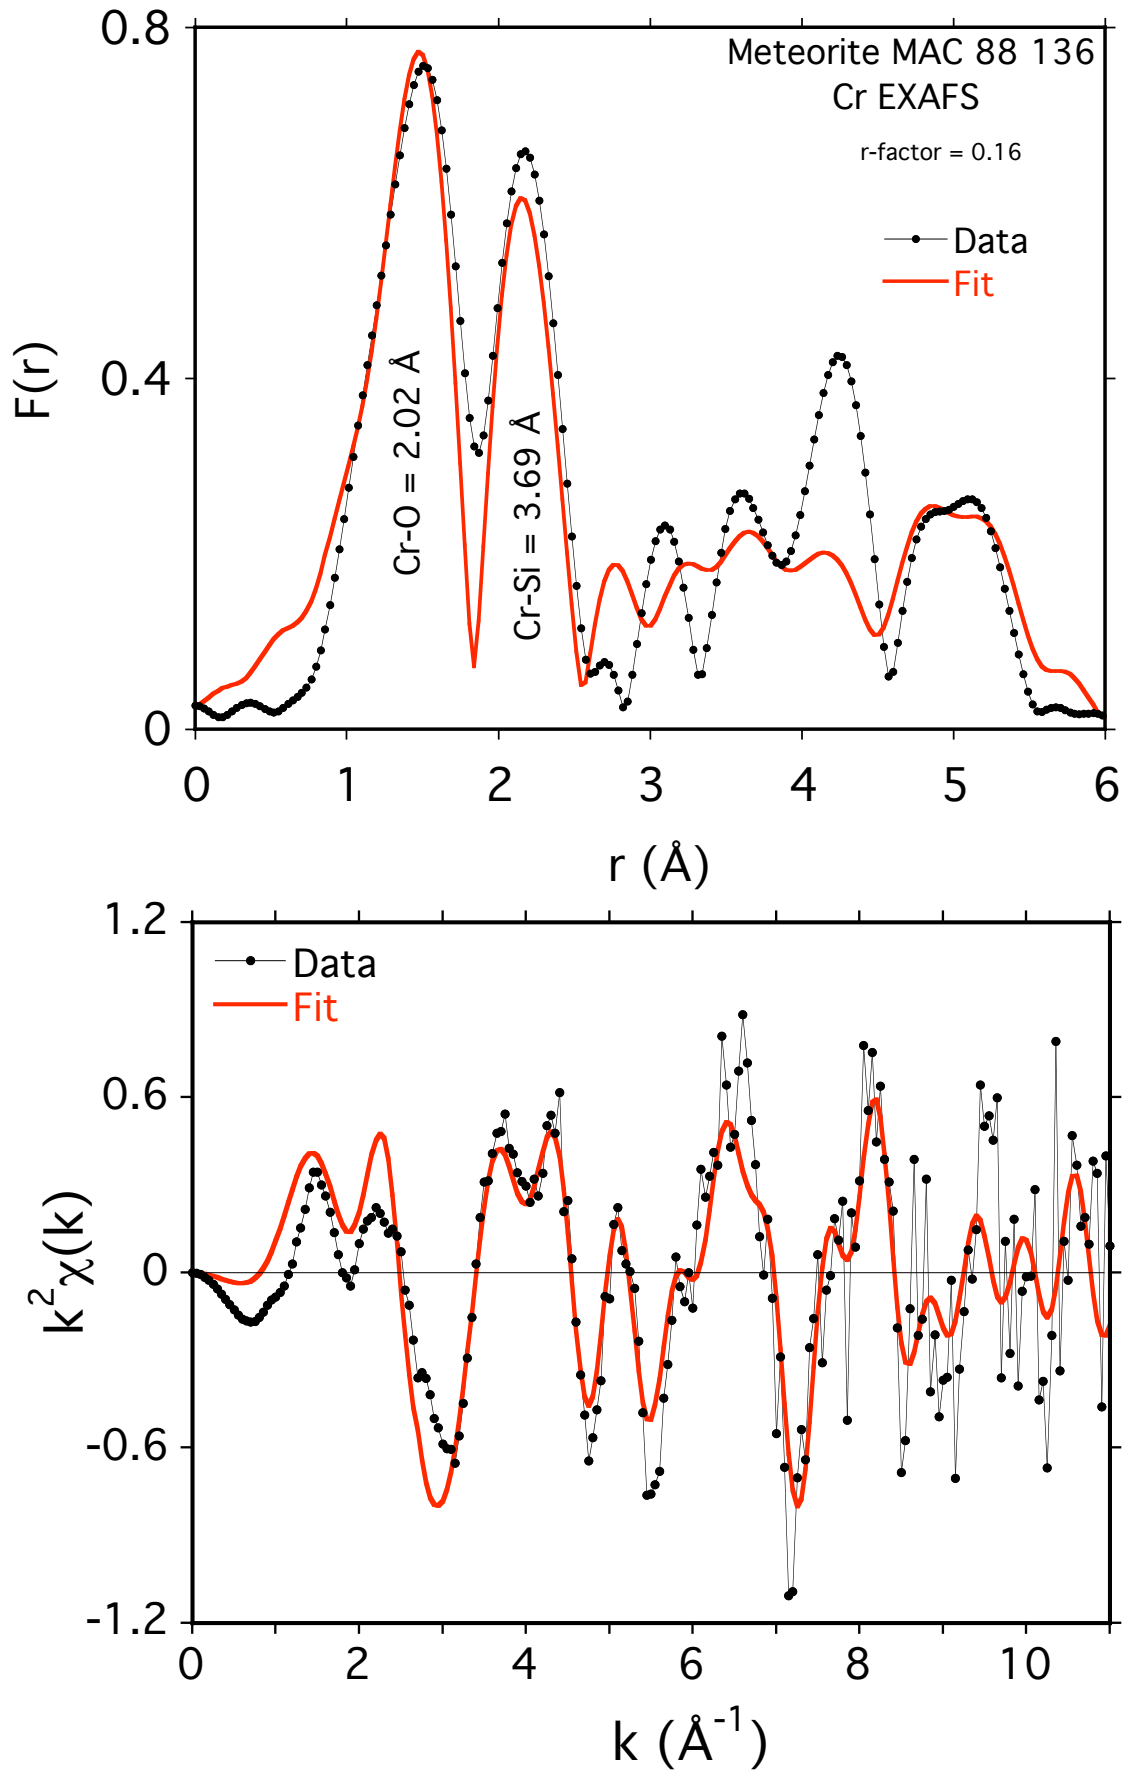 0.8
Meteorite MAC 88 136
Cr EXAFS
r-factor = 0.16
Data
Fit
F(r)
0.4
Cr-O = 2.02 Å
Cr-Si = 3.69 Å
0
0 1 2 3 4 5 6
r (Å)
1.2
Data
Fit
0.6
k² χ(k)
0
-0.6
-1.2
0 2 4 6 8 10
k (Å⁻¹)